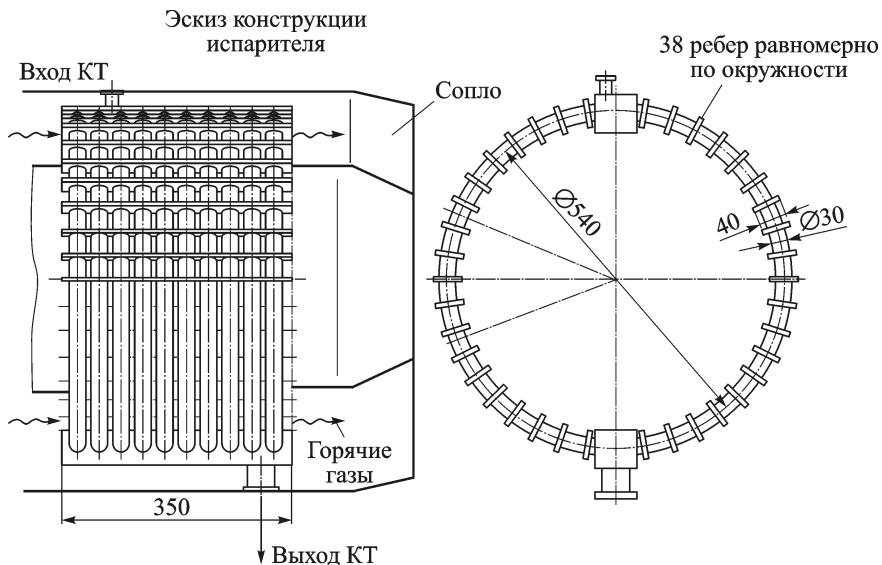 Эскиз конструкции
испарителя
Вход КТ
Сопло
Горячие
газы
350
Выход КТ
38 ребер равномерно
по окружности
Ø540
40
Ø30